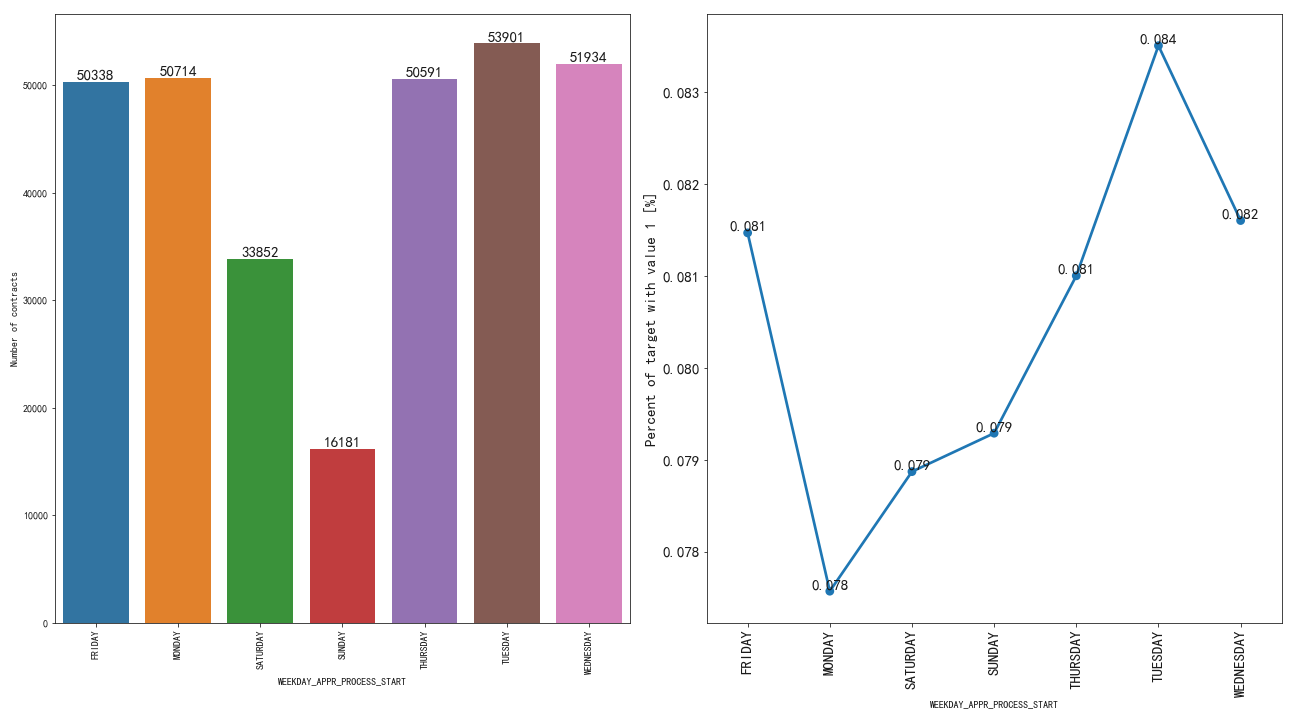 50338
50714
33852
16181
50591
53901
51934
50000
40000
30000
20000
10000
0
Number of contracts
FRIDAY
MONDAY
SATURDAY
SUNDAY
THURSDAY
TUESDAY
WEDNESDAY
WEEKDAY_APPR_PROCESS_START
0.083
0.082
0.081
0.080
0.079
0.078
Percent of target with value 1 [%]
0.081
0.078
0.079
0.079
0.081
0.084
0.082
FRIDAY
MONDAY
SATURDAY
SUNDAY
THURSDAY
TUESDAY
WEDNESDAY
WEEKDAY_APPR_PROCESS_START